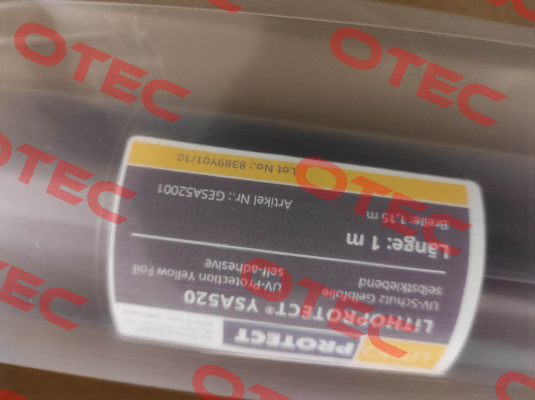 PROTECT
LITHOPROTECT® YSA520
UV-Schutz Gelbfolie
selbstklebend
UV-Protection Yellow Foil
self-adhesive
Länge: 1 m
Breite: 1,15 m
Artikel Nr.: GESA52001
Lot No.: 8389Y01/10
OTEC
OTEC
OTEC
OTEC
OTEC
OTEC
OTEC